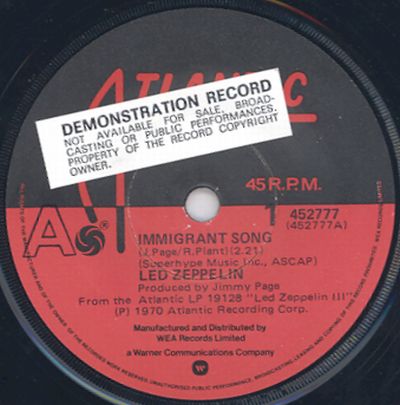 ATLANTIC
DEMONSTRATION RECORD
NOT AVAILABLE FOR SALE, BROAD-
CASTING OR PUBLIC PERFORMANCES.
PROPERTY OF THE RECORD COPYRIGHT
OWNER.
45 R.P.M.
1
452777
(452777A)
A
IMMIGRANT SONG
(J.Page/R.Plant)(2.21)
(Superhype Music Inc., ASCAP)
LED ZEPPELIN
Produced by Jimmy Page
From the Atlantic LP 19128 "Led Zeppelin III"
(P) 1970 Atlantic Recording Corp.
Manufactured and Distributed by
WEA Records Limited
a Warner Communications Company